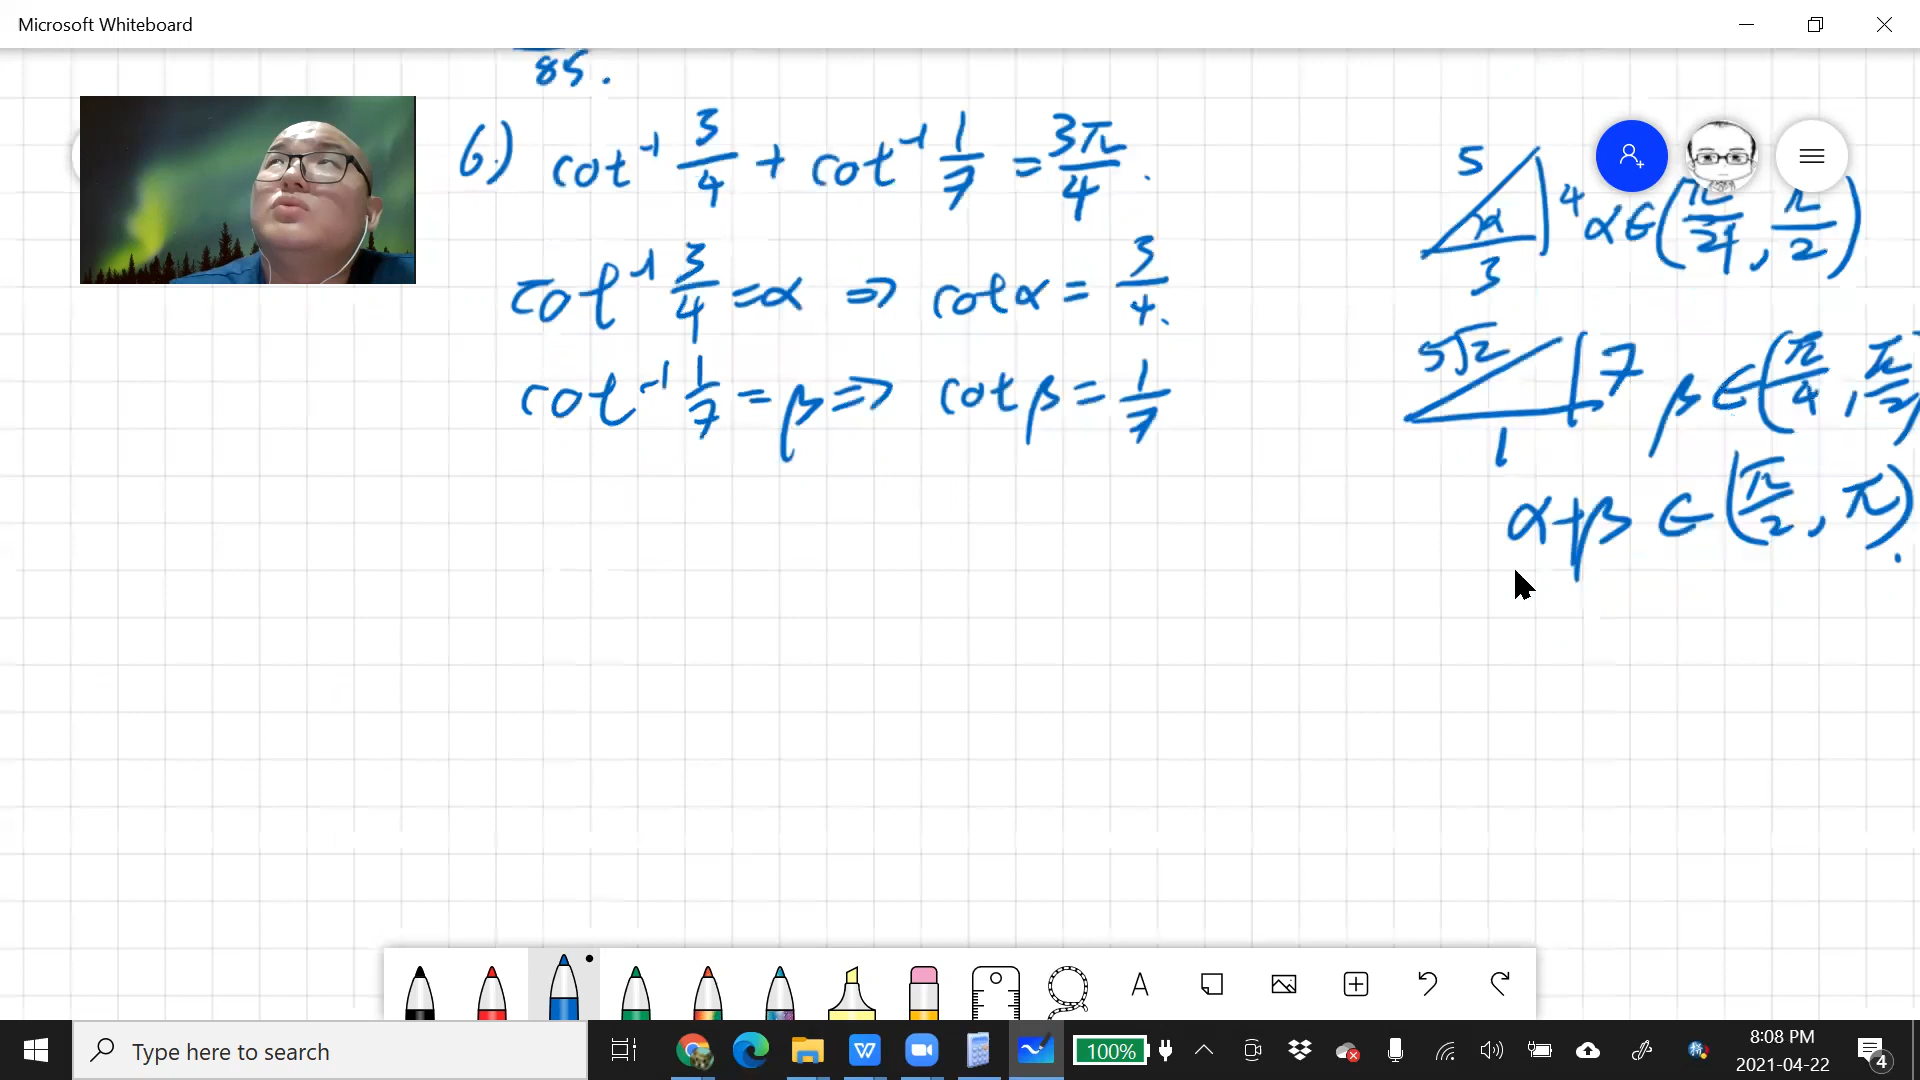 Microsoft Whiteboard
85.
6.) cot⁻¹ 3/4 + cot⁻¹ 1/7 = 3π/4.
cot⁻¹ 3/4 = α ⇒ cot α = 3/4.
cot⁻¹ 1/7 = β ⇒ cot β = 1/7
5
4
α
3
α ∈ (π/4, π/2)
5√2
7
1
β ∈ (π/4, π/2)
α+β ∈ (π/2, π).
A
Type here to search
W
100%
8:08 PM
2021-04-22
4